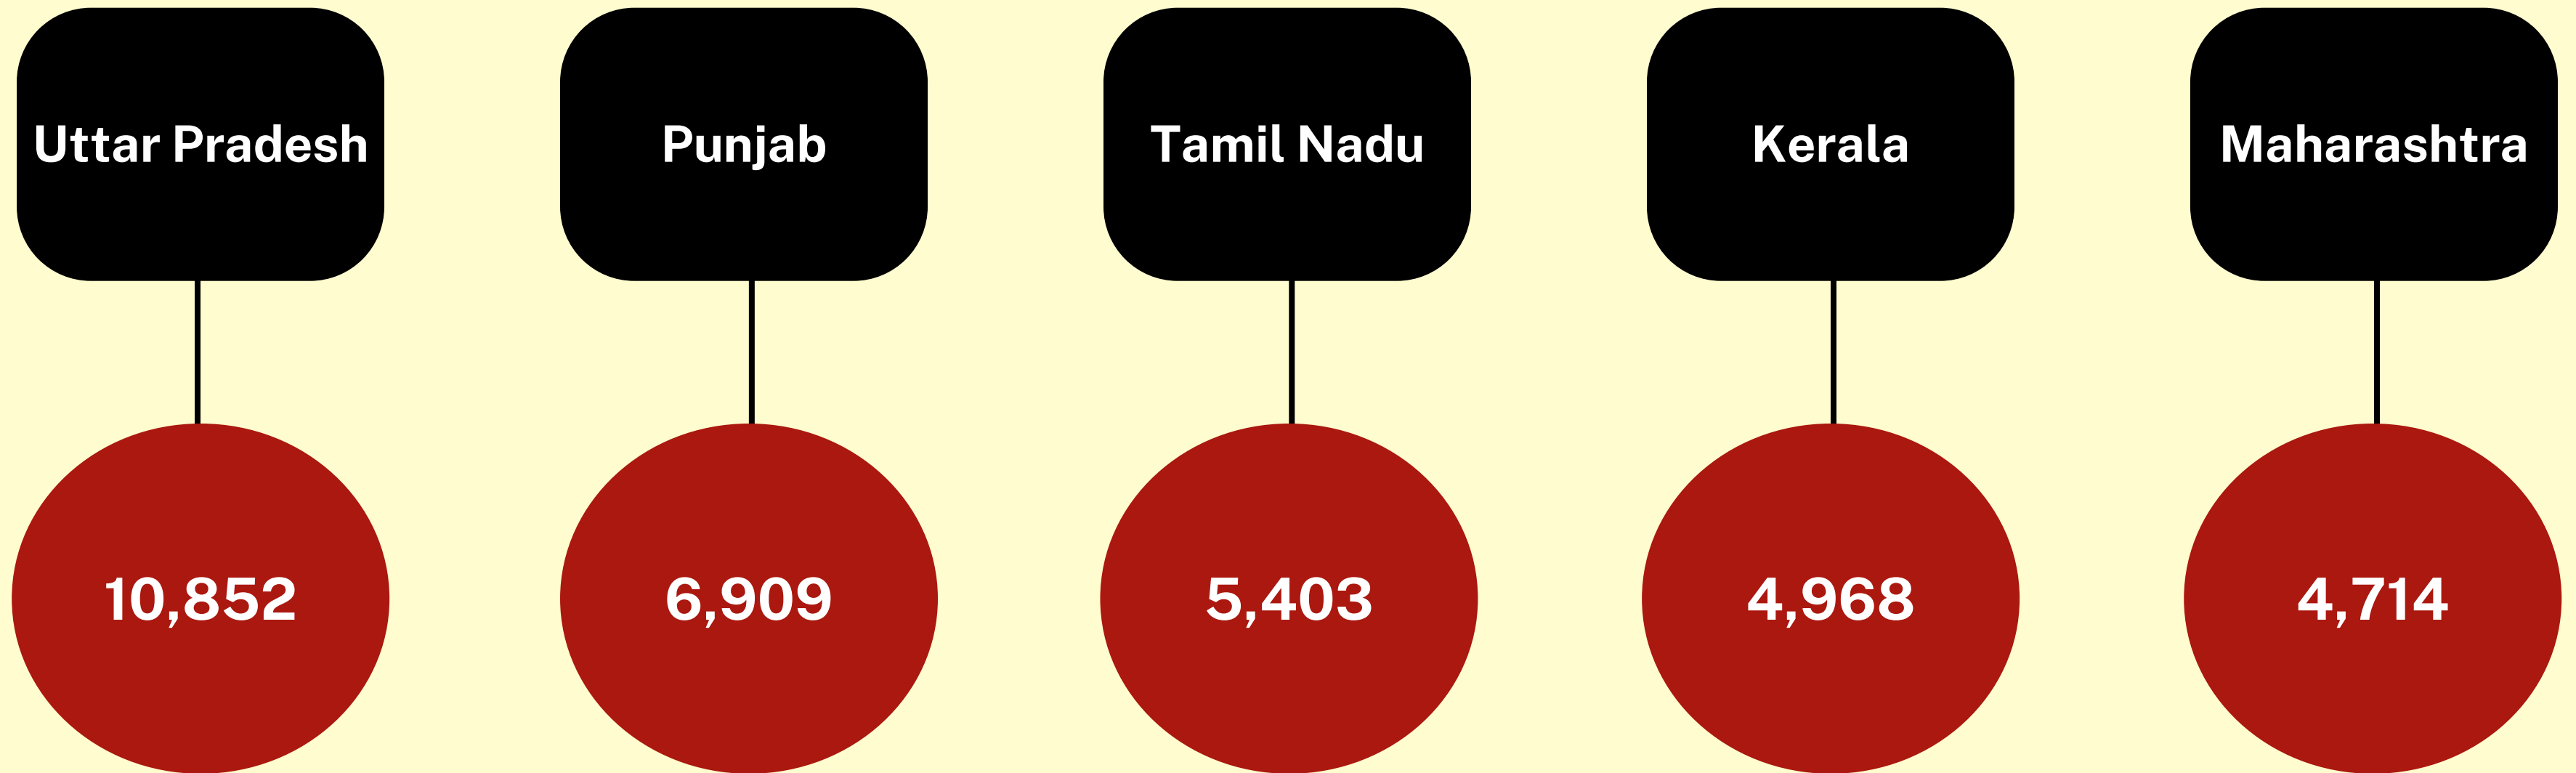 Uttar Pradesh
Punjab
Tamil Nadu
Kerala
Maharashtra
10,852
6,909
5,403
4,968
4,714